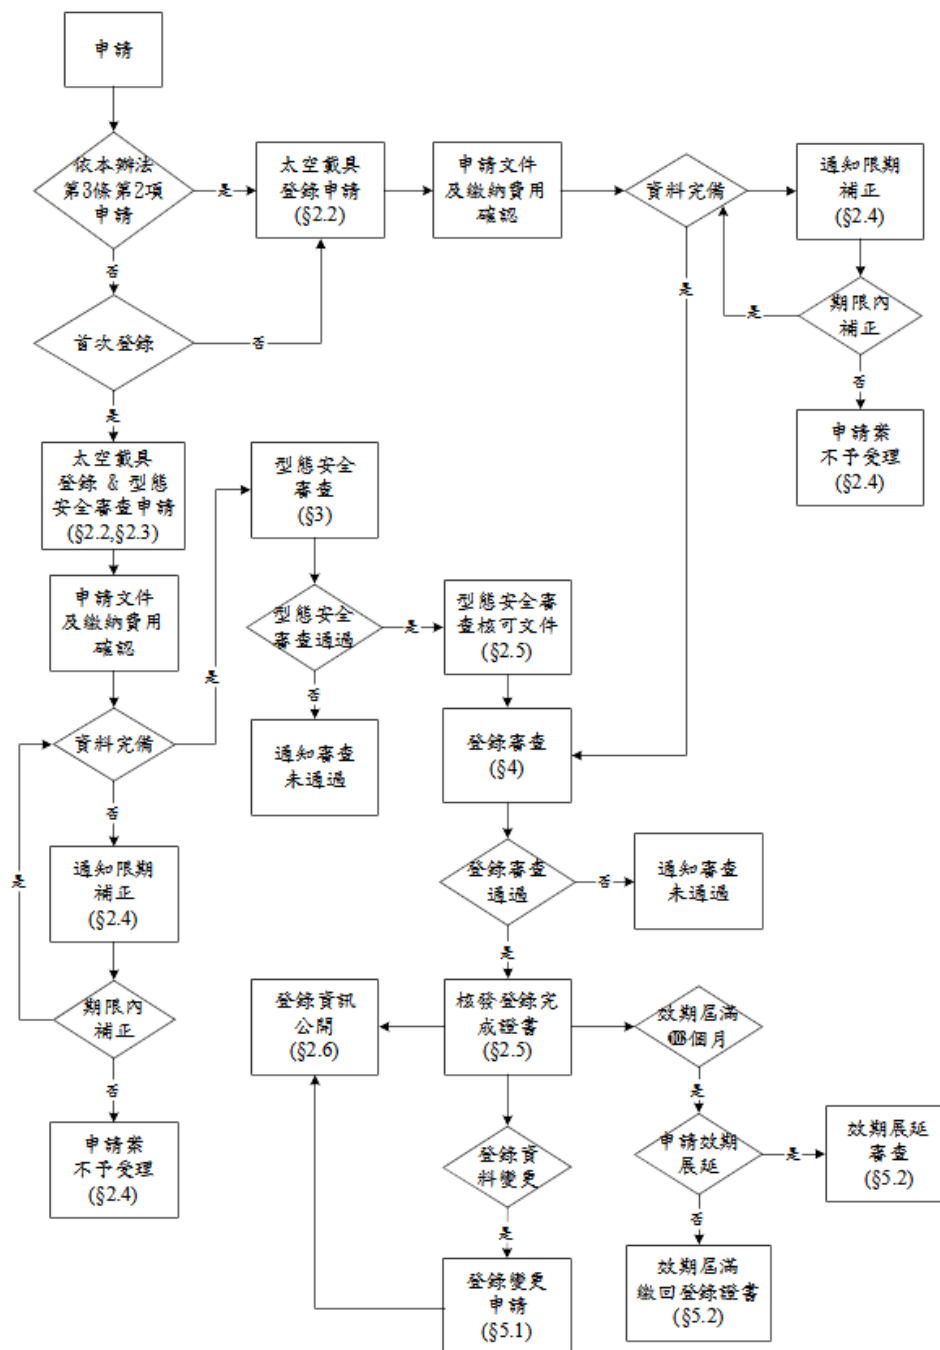 申請
依本辦法
第3條第2項
申請
是
太空載具
登錄申請
(§2.2)
申請文件
及繳納費用
確認
資料完備
通知限期
補正
(§2.4)
否
是
期限內
補正
是
首次登錄
否
否
是
申請案
不予受理
(§2.4)
太空載具
登錄 & 型態
安全審查申請
(§2.2,§2.3)
型態安全
審查
(§3)
申請文件
及繳納費用
確認
型態安全
審查通過
是
型態安全審
查核可文件
(§2.5)
是
否
資料完備
通知審查
未通過
登錄審查
(§4)
否
通知限期
補正
(§2.4)
是
登錄審查
通過
否
通知審查
未通過
是
期限內
補正
登錄資訊
公開
(§2.6)
核發登錄完
成證書
(§2.5)
效期屆滿
個月
否
是
申請案
不予受理
(§2.4)
登錄資
料變更
申請效期
展延
是
效期展延
審查
(§5.2)
是
否
登錄變更
申請
(§5.1)
效期屆滿
繳回登錄證書
(§5.2)